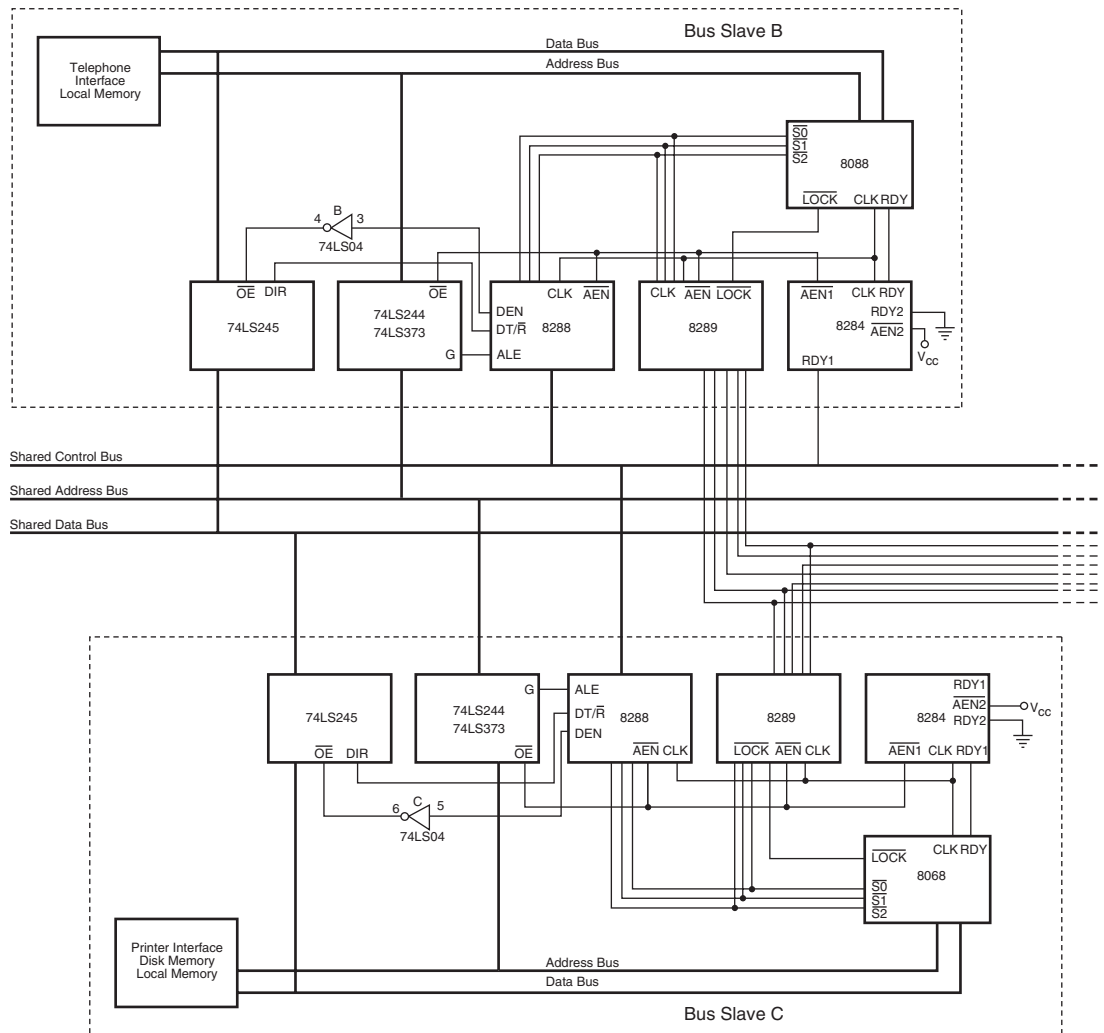 Bus Slave B
Data Bus
Address Bus
Telephone
Interface
Local Memory
S0
S1
S2
8088
LOCK CLK RDY
4 B 3
74LS04
OE DIR
74LS245
OE
74LS244
74LS373
G
CLK AEN
DEN
DT/R
ALE
8288
CLK AEN LOCK
8289
AEN1 CLK RDY
RDY2
AEN2
8284
RDY1
VCC
Shared Control Bus
Shared Address Bus
Shared Data Bus
74LS245
OE DIR
G
74LS244
74LS373
OE
ALE
DT/R
DEN
8288
AEN CLK
8289
LOCK AEN CLK
RDY1
AEN2
RDY2
8284
AEN1 CLK RDY1
VCC
6 C 5
74LS04
CLK RDY
LOCK
8068
S0
S1
S2
Printer Interface
Disk Memory
Local Memory
Address Bus
Data Bus
Bus Slave C